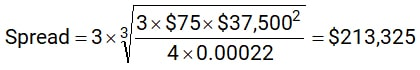 Spread = 3 × ∛((3 × $75 × $37,500²) / (4 × 0.00022)) = $213,325